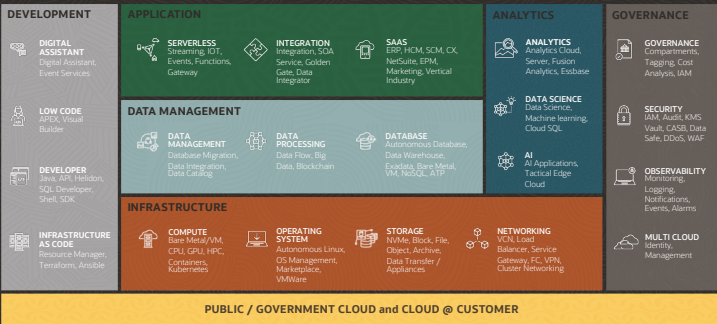 DEVELOPMENT
DIGITAL
ASSISTANT
Digital Assistant,
Event Services
LOW CODE
APEX, Visual
Builder
DEVELOPER
Java, API, Helidon,
SQL Developer,
Shell, SDK
INFRASTRUCTURE
AS CODE
Resource Manager,
Terraform, Ansible
APPLICATION
SERVERLESS
Streaming, IOT,
Events, Functions,
Gateway
INTEGRATION
Integration, SOA
Service, Golden
Gate, Data
Integrator
SAAS
ERP, HCM, SCM, CX,
NetSuite, EPM,
Marketing, Vertical
Industry
DATA MANAGEMENT
DATA
MANAGEMENT
Database Migration,
Data Integration,
Data Catalog
DATA
PROCESSING
Data Flow, Big
Data, Blockchain
DATABASE
Autonomous Database,
Data Warehouse,
Exadata, Bare Metal,
VM, NoSQL, ATP
INFRASTRUCTURE
COMPUTE
Bare Metal/VM,
CPU, GPU, HPC,
Containers,
Kubernetes
OPERATING
SYSTEM
Autonomous Linux,
OS Management,
Marketplace,
VMWare
STORAGE
NVMe, Block, File,
Object, Archive,
Data Transfer /
Appliances
NETWORKING
VCN, Load
Balancer, Service
Gateway, FC, VPN,
Cluster Networking
ANALYTICS
ANALYTICS
Analytics Cloud,
Server, Fusion
Analytics, Essbase
DATA SCIENCE
Data Science,
Machine learning,
Cloud SQL
AI
AI Applications,
Tactical Edge
Cloud
GOVERNANCE
GOVERNANCE
Compartments,
Tagging, Cost
Analysis, IAM
SECURITY
IAM, Audit, KMS
Vault, CASB, Data
Safe, DDoS, WAF
OBSERVABILITY
Monitoring,
Logging,
Notifications,
Events, Alarms
MULTI CLOUD
Identity,
Management
PUBLIC / GOVERNMENT CLOUD and CLOUD @ CUSTOMER